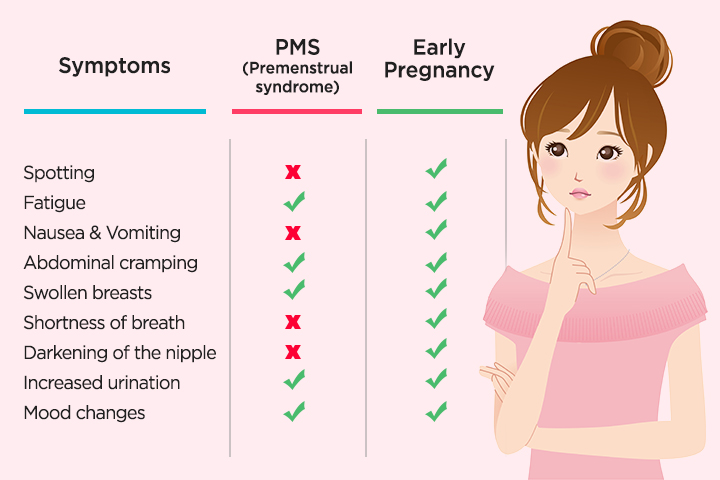 Symptoms
PMS
(Premenstrual
syndrome)
Early
Pregnancy
Spotting
Fatigue
Nausea & Vomiting
Abdominal cramping
Swollen breasts
Shortness of breath
Darkening of the nipple
Increased urination
Mood changes